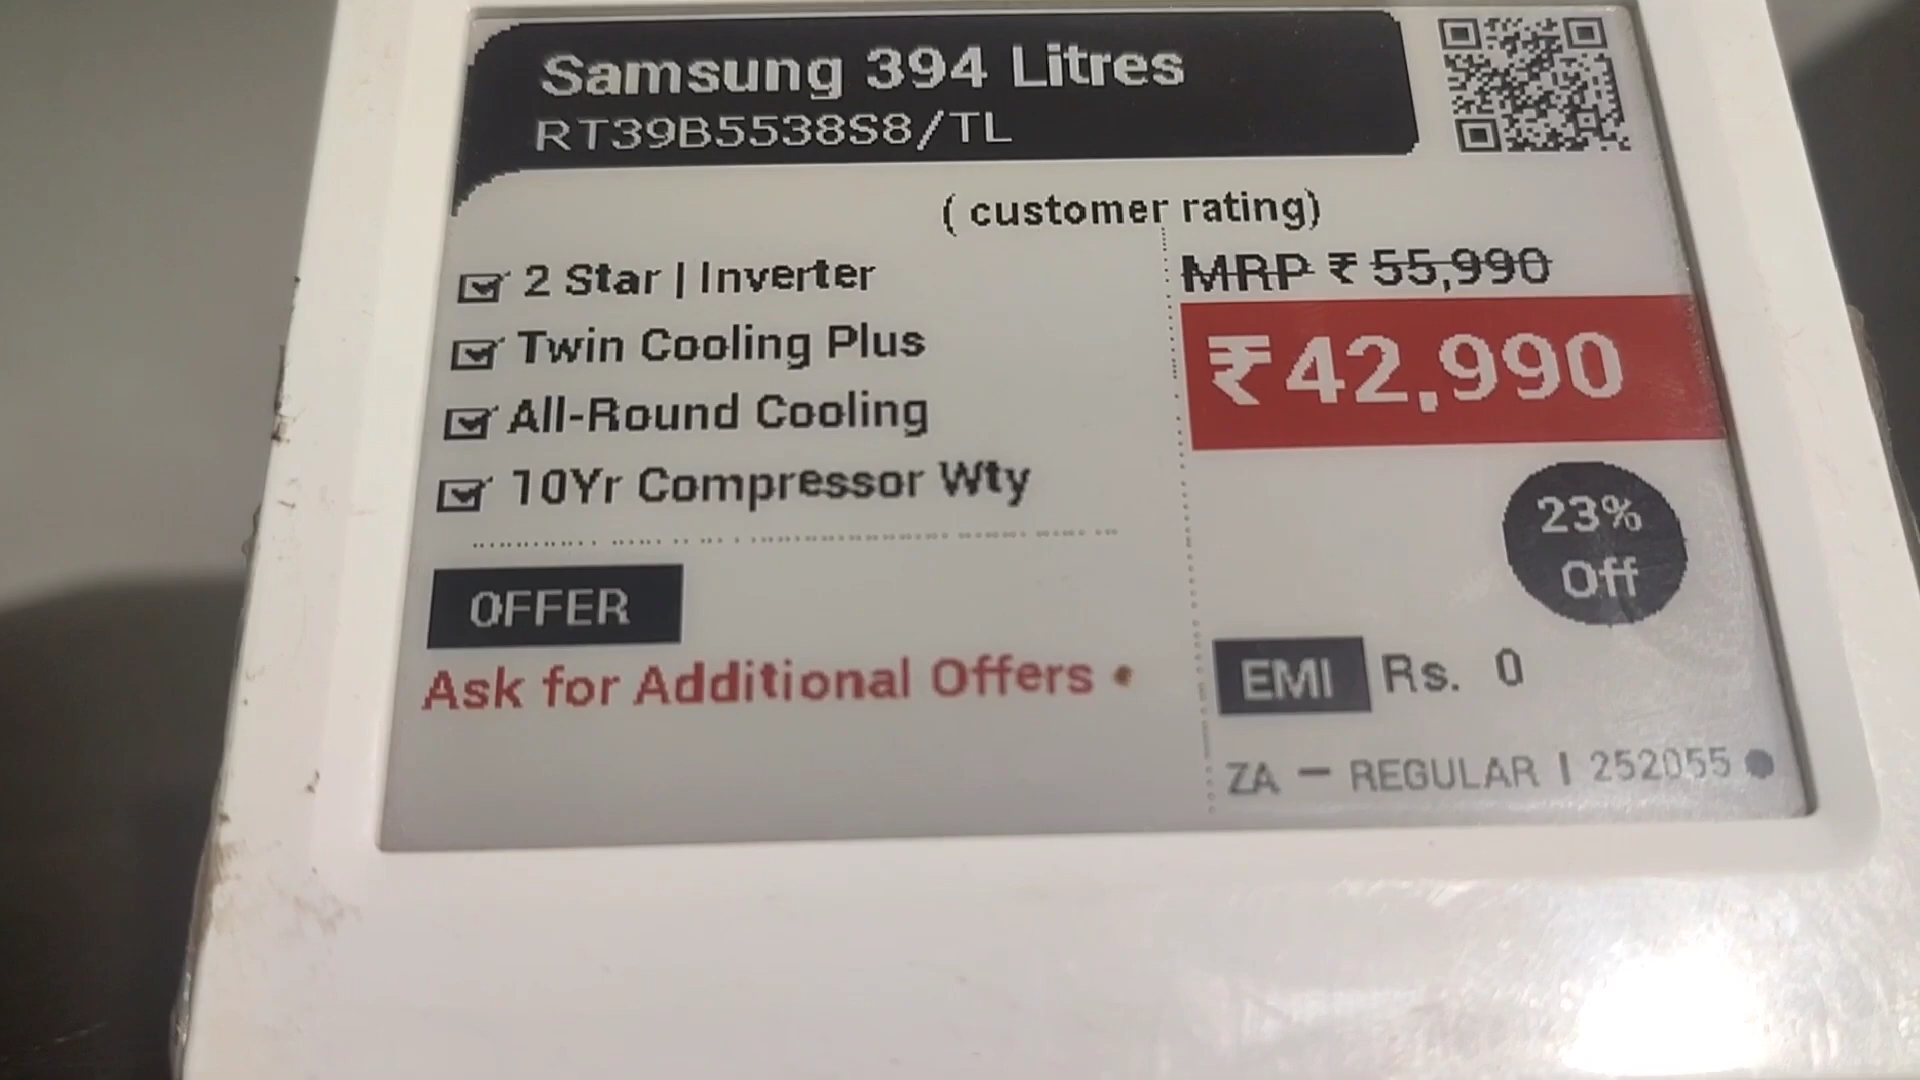 Samsung 394 Litres
RT39B5538S8/TL
( customer rating)
2 Star | Inverter
Twin Cooling Plus
All-Round Cooling
10Yr Compressor Wty
OFFER
Ask for Additional Offers
MRP ₹ 55,990
₹42,990
23%
Off
EMI Rs. 0
ZA – REGULAR | 252055